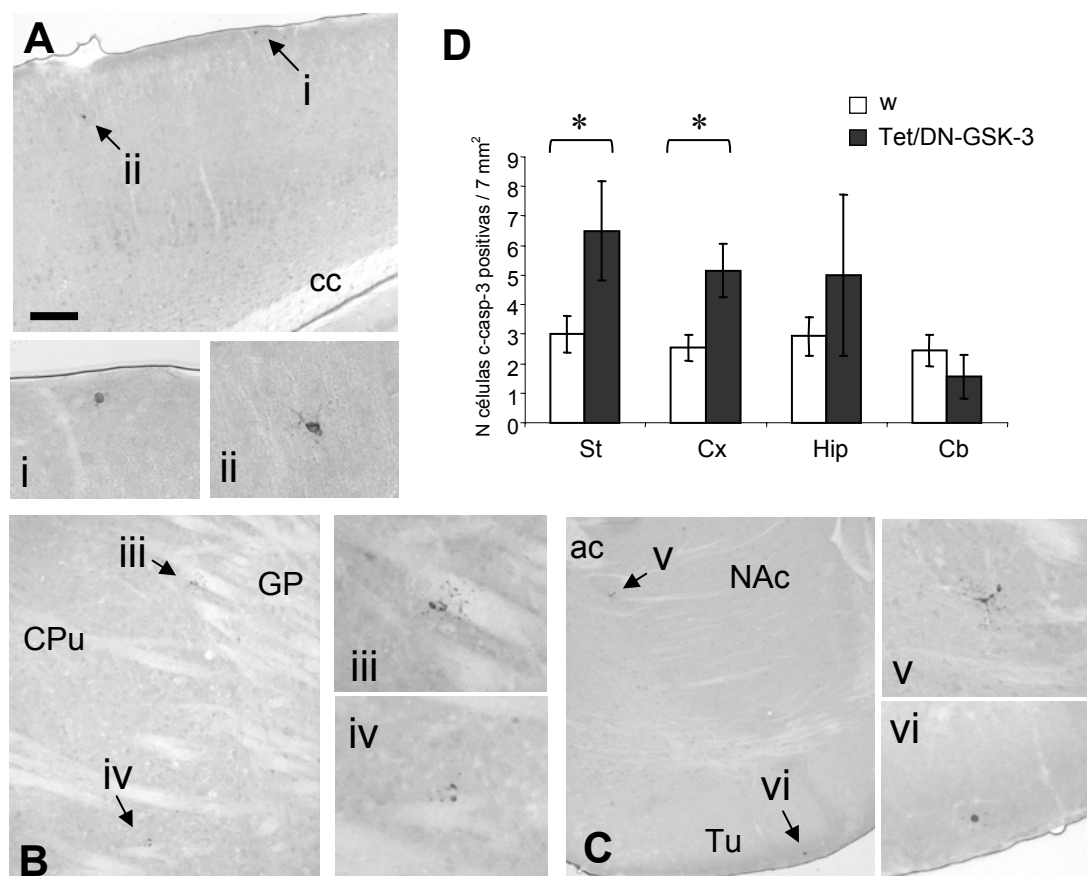 A
i
ii
cc
i
ii
D
w
Tet/DN-GSK-3
* *
N células c-casp-3 positivas / 7 mm²
9
8
7
6
5
4
3
2
1
0
St Cx Hip Cb
iii
GP
CPu
iv
B
iii
iv
ac
v
NAc
vi
Tu
C
v
vi